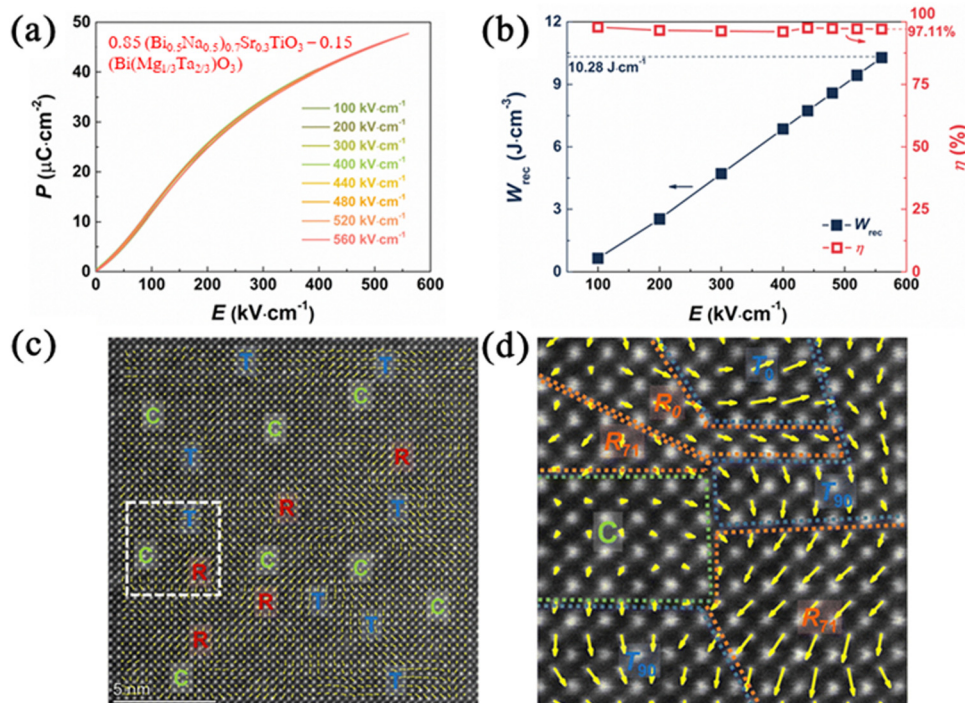 (a)
50
40
30
20
10
0
P (μC·cm⁻²)
0.85 (Bi0.5Na0.5)0.7Sr0.3TiO3 – 0.15
(Bi(Mg1/3Ta2/3)O3)
100 kV·cm⁻¹
200 kV·cm⁻¹
300 kV·cm⁻¹
400 kV·cm⁻¹
440 kV·cm⁻¹
480 kV·cm⁻¹
520 kV·cm⁻¹
560 kV·cm⁻¹
0 100 200 300 400 500 600
E (kV·cm⁻¹)
(b)
12
9
6
3
0
Wrec (J·cm⁻³)
10.28 J·cm⁻¹
Wrec
η
100
97.11%
75
50
25
0
η (%)
100 200 300 400 500 600
E (kV·cm⁻¹)
(c)
T T
C C
C
T R
R T
T
C R C C
R T C
R T
C T
5 nm
(d)
T0
R0
R71
T90
C
R71
T90